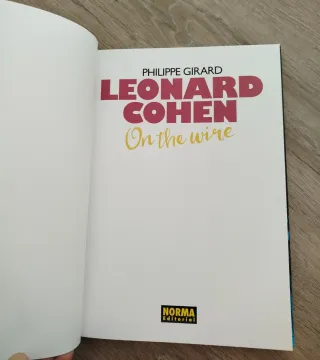 PHILIPPE GIRARD
LEONARD
COHEN
On the wire
NORMA
Editorial